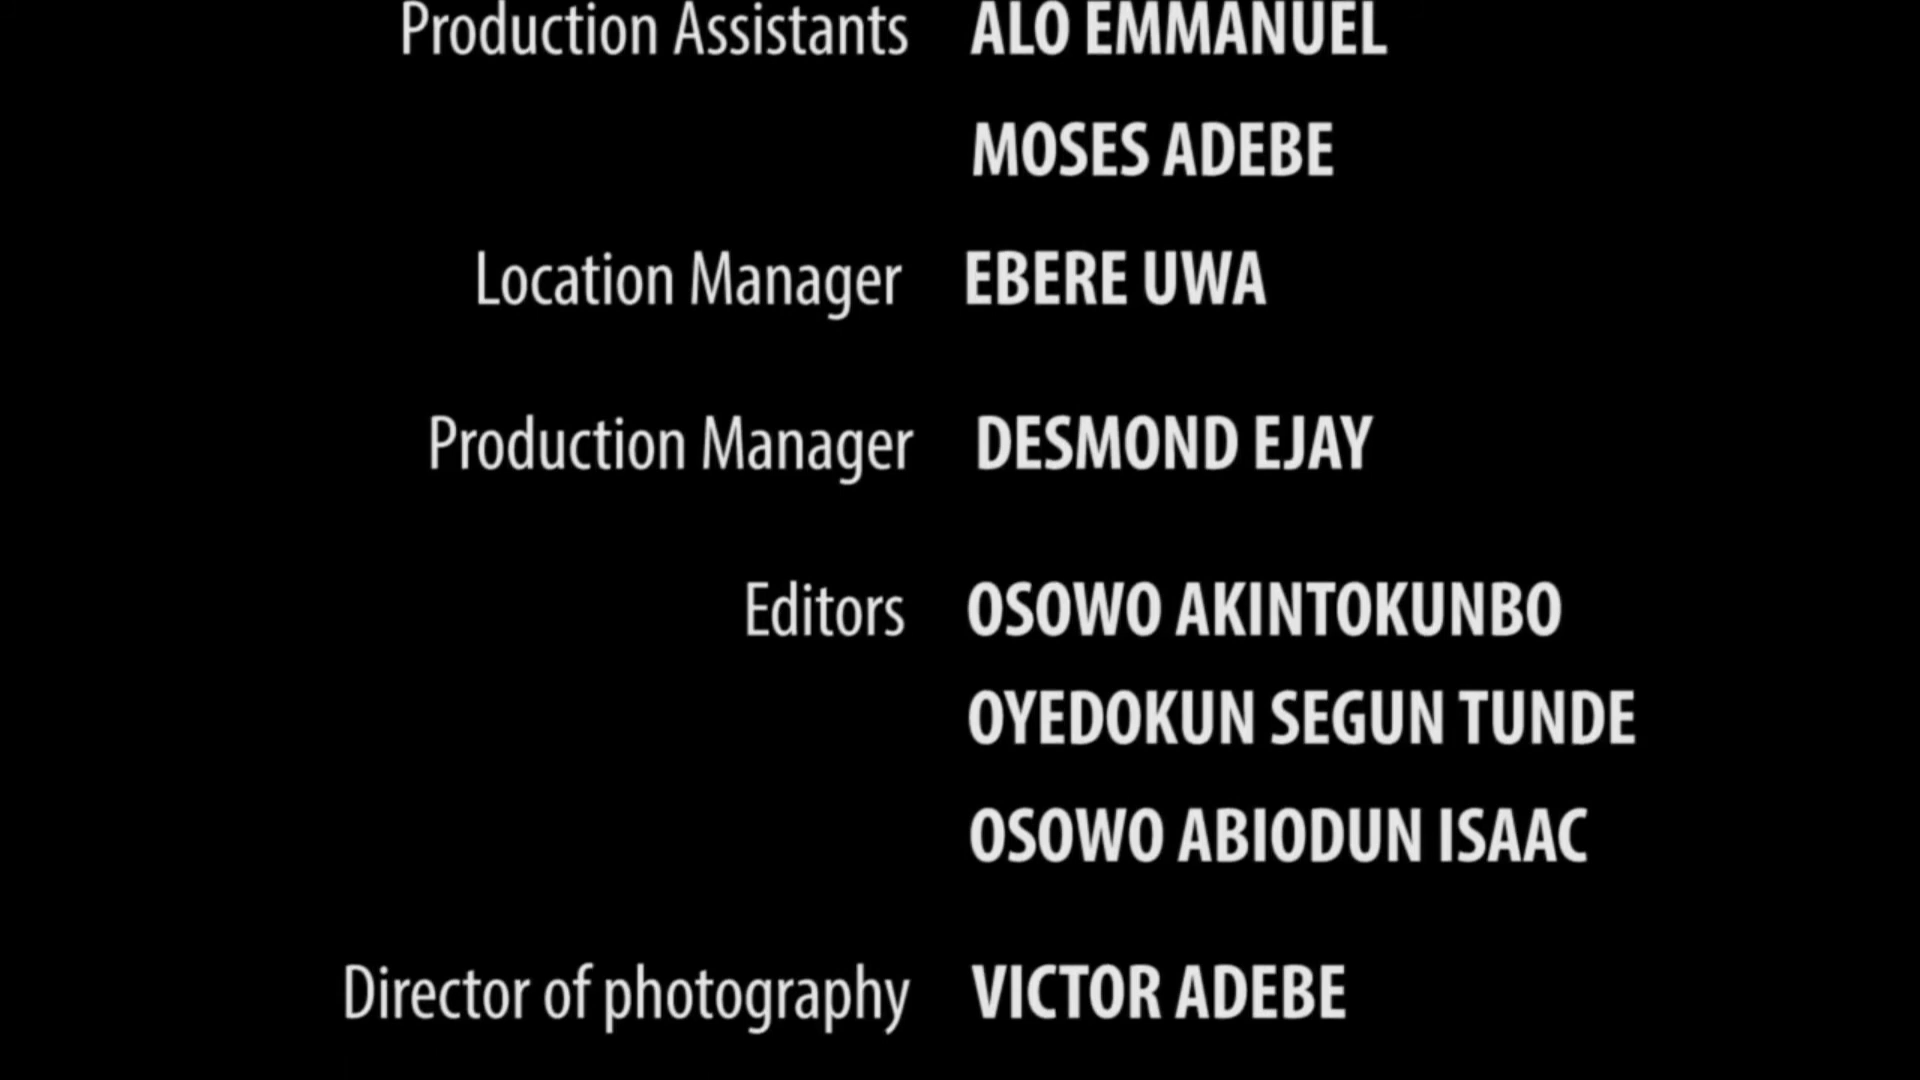 Production Assistants ALO EMMANUEL
MOSES ADEBE
Location Manager EBERE UWA
Production Manager DESMOND EJAY
Editors OSOWO AKINTOKUNBO
OYEDOKUN SEGUN TUNDE
OSOWO ABIODUN ISAAC
Director of photography VICTOR ADEBE